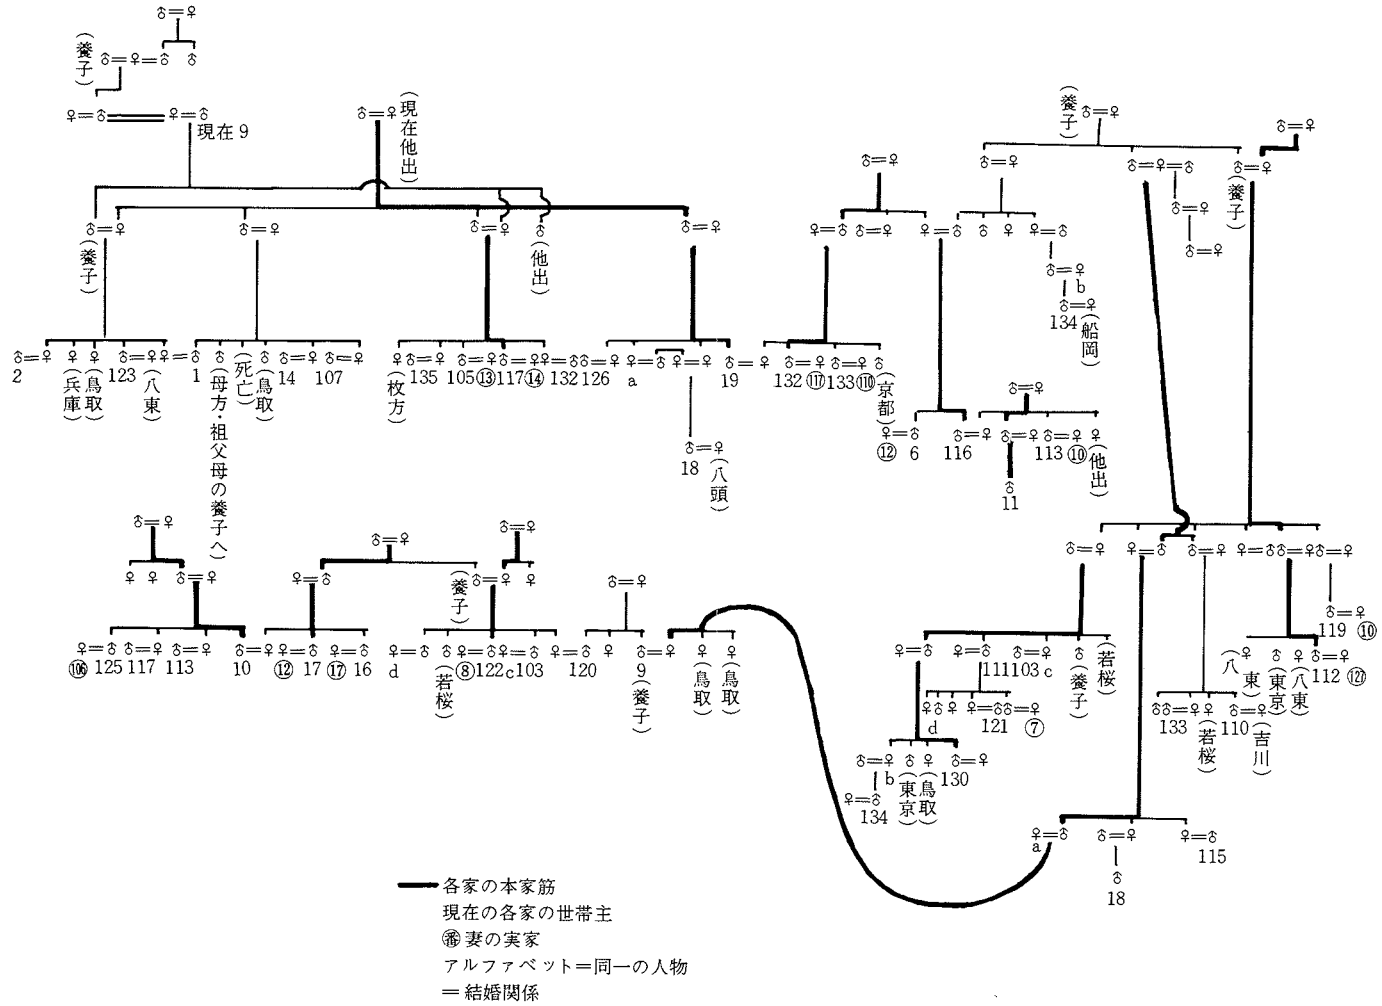 ♂=♀
(養子) ♂=♀=♂ ♂
♀=♂ ♀=♂
現在9
♂=♀ (現在他出)
♂=♀ (養子)
♂=♀
♂=♀
♂ (他出)
♂=♀
2 (兵庫) (鳥取) 123 (八東)
1 (母方・祖父母の養子へ) (死亡) (鳥取) 14 107
(枚方) 135 105 ⑬ 117 ⑭ 132 126 a 19
18 (八頭)
♂=♀
♀=♂ ♂=♀ ♀=♂
132 ⑰ 133 ⑩ (京都)
⑫ 6 116
♂=♀
♂ ♂ ♀ ♀=♂
♂=♀
b
♂=♀
134 (船岡)
♂=♀
113 ⑩ (他出)
♂
11
(養子) ♂=♀
♂=♀
♂=♀=♂ ♂=♀ (養子)
♂=♀
♂=♀
♂=♀
♀ ♀ ♂=♀
⑯ 125 117 113 10
♂=♀
♀=♂ (養子) ♂=♀
⑫ 17 ⑰ 16
♂=♀
♀ ♀
d (若桜) ⑧ 122 c 103 120
♂=♀
9 (養子) (鳥取) (鳥取)
♂=♀ ♀=♂ ♂=♀ ♀=♂ ♂=♀ ♂=♀
111 103 c (養子) (若桜)
d 121 ⑦
b (東京) (鳥取) 130
♀=♂
134
133 (若桜) 110 (吉川)
♂=♀
119 ⑩
(八東) (東京) (八東) 112 ⑫7
♀=♂ ♂=♀ ♀=♂
a 115
♂
18
各家の本家筋
現在の各家の世帯主
㊕妻の実家
アルファベット=同一の人物
=結婚関係